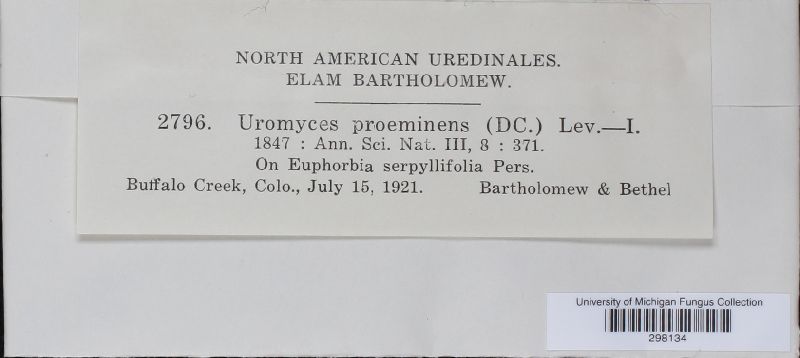 NORTH AMERICAN UREDINALES.
ELAM BARTHOLOMEW.
2796. Uromyces proeminens (DC.) Lev.—I.
1847 : Ann. Sci. Nat. III, 8 : 371.
On Euphorbia serpyllifolia Pers.
Buffalo Creek, Colo., July 15, 1921. Bartholomew & Bethel
University of Michigan Fungus Collection
298134